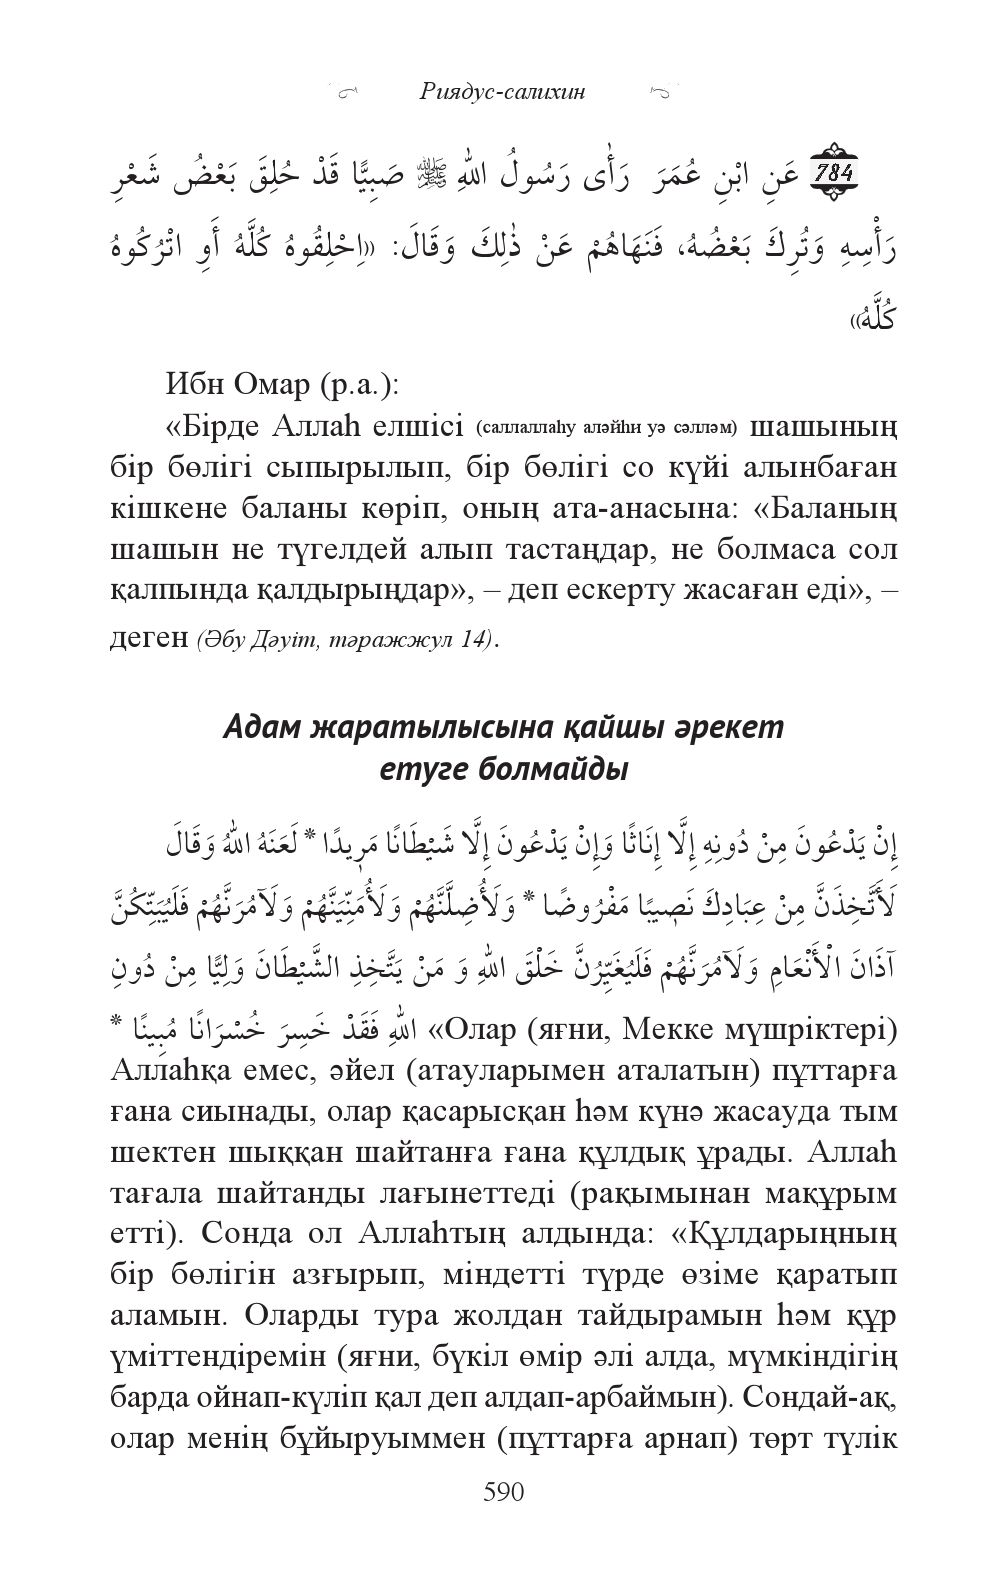 Риядус-салихин
784 عَنِ ابْنِ عُمَرَ رَأَى رَسُولُ اللهِ ﷺ صَبِيًّا قَدْ حُلِقَ بَعْضُ شَعْرِ
رَأْسِهِ وَتُرِكَ بَعْضُهُ، فَنَهَاهُمْ عَنْ ذٰلِكَ وَقَالَ: «اِحْلِقُوهُ كُلَّهُ أَوِ اتْرُكُوهُ
كُلَّهُ»
Ибн Омар (р.а.):
«Бірде Аллаһ елшісі (саллаллаһу аләйһи уә сәлләм) шашының
бір бөлігі сыпырылып, бір бөлігі со күйі алынбаған
кішкене баланы көріп, оның ата-анасына: «Баланың
шашын не түгелдей алып тастаңдар, не болмаса сол
қалпында қалдырыңдар», – деп ескерту жасаған еді», –
деген (Әбу Дәуіт, тәражжул 14).
Адам жаратылысына қайшы әрекет
етуге болмайды
إِنْ يَدْعُونَ مِنْ دُونِهِ إِلَّا إِنَاثًا وَإِنْ يَدْعُونَ إِلَّا شَيْطَانًا مَرِيدًا * لَعَنَهُ اللهُ وَقَالَ
لَأَتَّخِذَنَّ مِنْ عِبَادِكَ نَصِيبًا مَفْرُوضًا * وَلَأُضِلَّنَّهُمْ وَلَأُمَنِّيَنَّهُمْ وَلَآمُرَنَّهُمْ فَلَيُبَتِّكُنَّ
آذَانَ الْأَنْعَامِ وَلَآمُرَنَّهُمْ فَلَيُغَيِّرُنَّ خَلْقَ اللهِ وَ مَنْ يَتَّخِذِ الشَّيْطَانَ وَلِيًّا مِنْ دُونِ
اللهِ فَقَدْ خَسِرَ خُسْرَانًا مُبِينًا * «Олар (яғни, Мекке мүшріктері)
Аллаһқа емес, әйел (атауларымен аталатын) пұттарға
ғана сиынады, олар қасарысқан һәм күнә жасауда тым
шектен шыққан шайтанға ғана құлдық ұрады. Аллаһ
тағала шайтанды лағынеттеді (рақымынан мақұрым
етті). Сонда ол Аллаһтың алдында: «Құлдарыңның
бір бөлігін азғырып, міндетті түрде өзіме қаратып
аламын. Оларды тура жолдан тайдырамын һәм құр
үміттендіремін (яғни, бүкіл өмір әлі алда, мүмкіндігің
барда ойнап-күліп қал деп алдап-арбаймын). Сондай-ақ,
олар менің бұйыруыммен (пұттарға арнап) төрт түлік
590